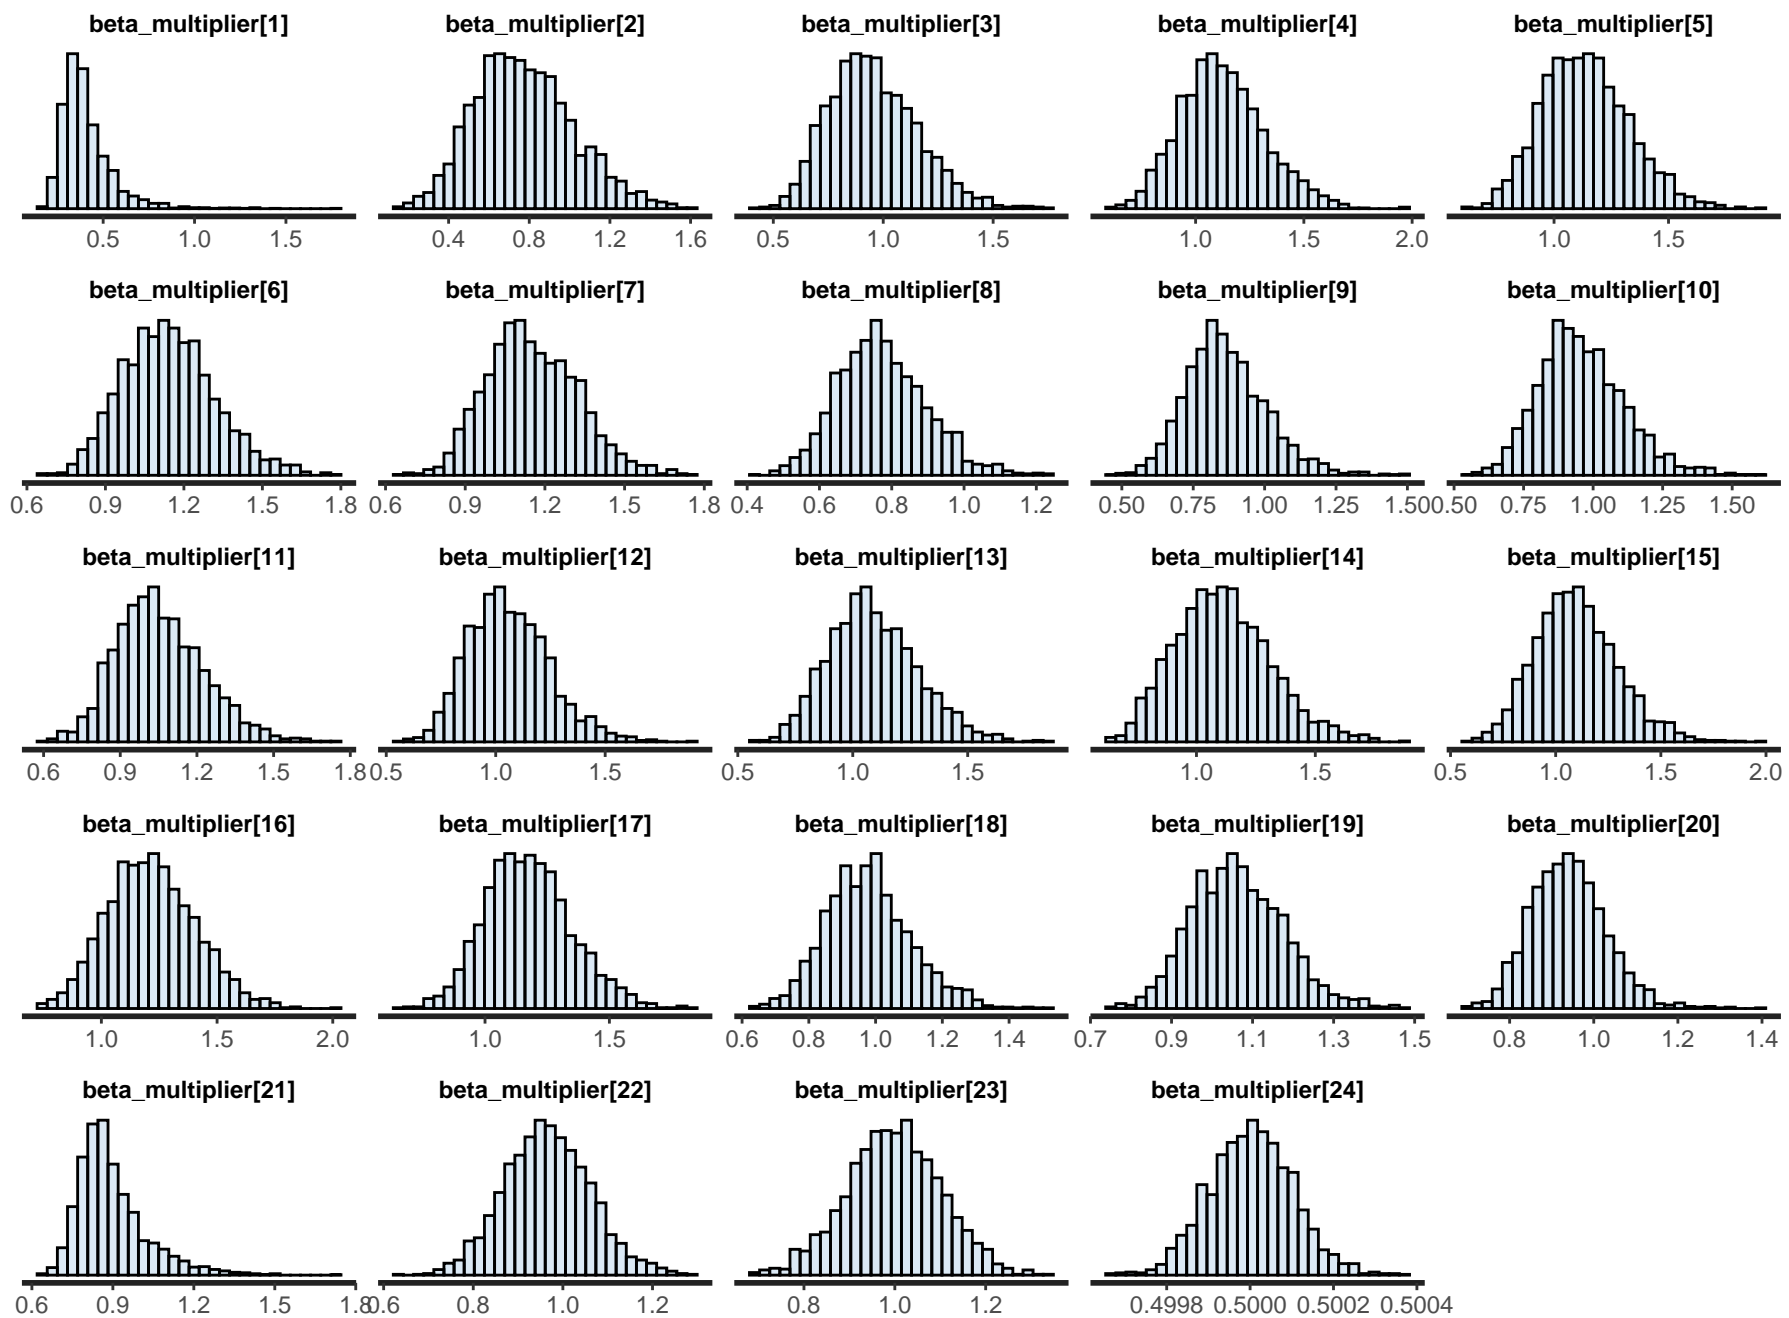 beta_multiplier[1] beta_multiplier[2] beta_multiplier[3] beta_multiplier[4] beta_multiplier[5]
0.5 1.0 1.5 0.4 0.8 1.2 1.6 0.5 1.0 1.5 1.0 1.5 2.0 1.0 1.5
beta_multiplier[6] beta_multiplier[7] beta_multiplier[8] beta_multiplier[9] beta_multiplier[10]
0.6 0.9 1.2 1.5 1.8 0.6 0.9 1.2 1.5 1.8 0.4 0.6 0.8 1.0 1.2 0.50 0.75 1.00 1.25 1.50 0.50 0.75 1.00 1.25 1.50
beta_multiplier[11] beta_multiplier[12] beta_multiplier[13] beta_multiplier[14] beta_multiplier[15]
0.6 0.9 1.2 1.5 1.8 0.5 1.0 1.5 0.5 1.0 1.5 1.0 1.5 0.5 1.0 1.5 2.0
beta_multiplier[16] beta_multiplier[17] beta_multiplier[18] beta_multiplier[19] beta_multiplier[20]
1.0 1.5 2.0 1.0 1.5 0.6 0.8 1.0 1.2 1.4 0.7 0.9 1.1 1.3 1.5 0.8 1.0 1.2 1.4
beta_multiplier[21] beta_multiplier[22] beta_multiplier[23] beta_multiplier[24]
0.6 0.9 1.2 1.5 1.8 0.6 0.8 1.0 1.2 0.8 1.0 1.2 0.4998 0.5000 0.5002 0.5004